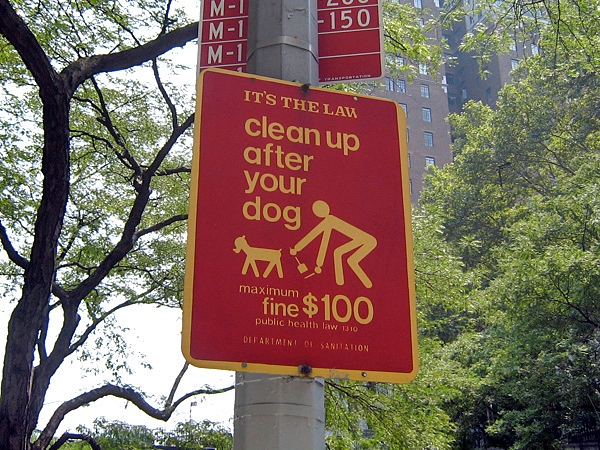 M-1
M-1
M-1
-150
TRANSPORTATION
IT'S THE LAW
clean up
after
your
dog
maximum
fine $100
public health law 1310
DEPARTMENT OF SANITATION